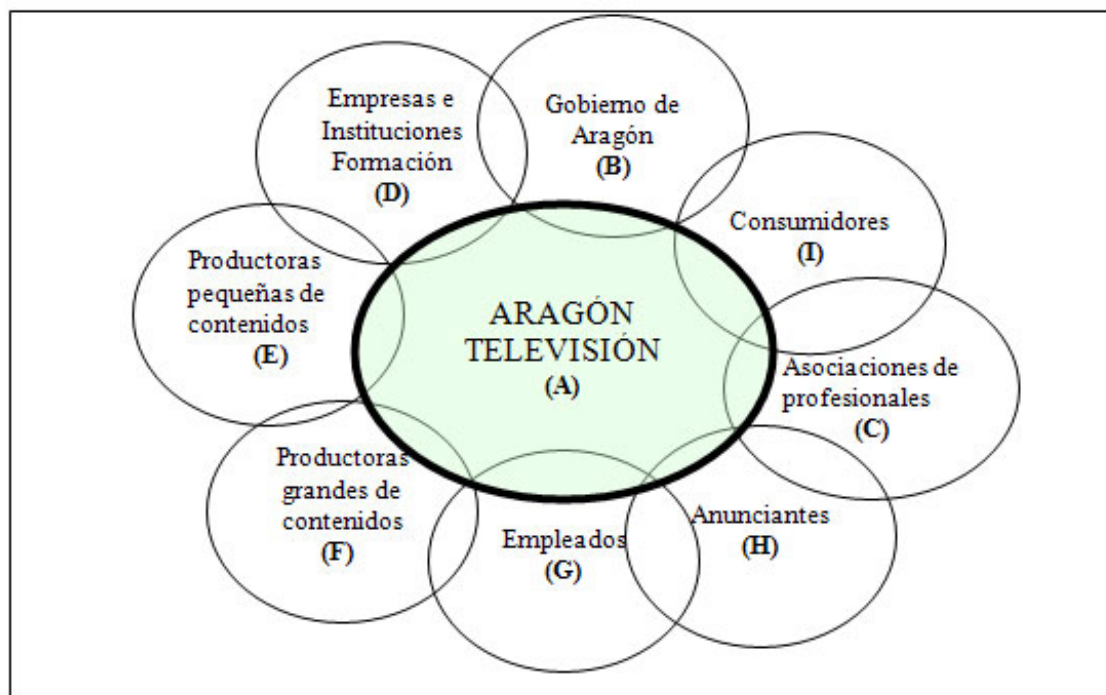 Empresas e
Instituciones
Formación
(D)
Gobierno de
Aragón
(B)
Consumidores
(I)
Productoras
pequeñas de
contenidos
(E)
ARAGÓN
TELEVISIÓN
(A)
Asociaciones de
profesionales
(C)
Productoras
grandes de
contenidos
(F)
Empleados
(G)
Anunciantes
(H)